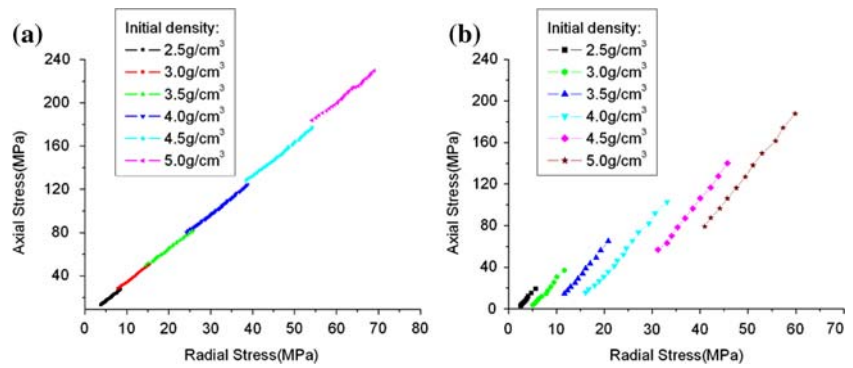 (a)
Initial density:
2.5g/cm³
3.0g/cm³
3.5g/cm³
4.0g/cm³
4.5g/cm³
5.0g/cm³
Axial Stress(MPa)
240
200
160
120
80
40
0 10 20 30 40 50 60 70 80
Radial Stress(MPa)
(b)
Initial density:
2.5g/cm³
3.0g/cm³
3.5g/cm³
4.0g/cm³
4.5g/cm³
5.0g/cm³
Axial Stress(MPa)
240
200
160
120
80
40
0
0 10 20 30 40 50 60 70
Radial Stress(MPa)